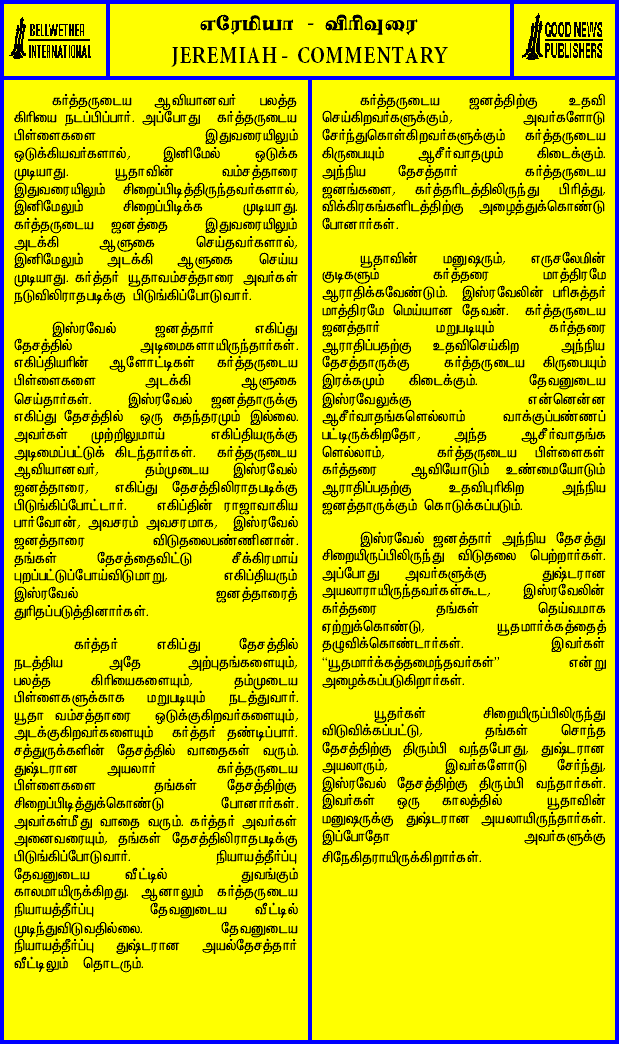 BELLWETHER
INTERNATIONAL
எரேமியா - விரிவுரை
JEREMIAH - COMMENTARY
GOOD NEWS
PUBLISHERS
கர்த்தருடைய ஆவியானவர் பலத்த
கிரியை நடப்பிப்பார். அப்போது கர்த்தருடைய
பிள்ளைகளை இதுவரையிலும்
ஒடுக்கியவர்களால், இனிமேல் ஒடுக்க
முடியாது. யூதாவின் வம்சத்தாரை
இதுவரையிலும் சிறைப்பிடித்திருந்தவர்களால்,
இனிமேலும் சிறைப்பிடிக்க முடியாது.
கர்த்தருடைய ஜனத்தை இதுவரையிலும்
அடக்கி ஆளுகை செய்தவர்களால்,
இனிமேலும் அடக்கி ஆளுகை செய்ய
முடியாது. கர்த்தர் யூதாவம்சத்தாரை அவர்கள்
நடுவிலிராதபடிக்கு பிடுங்கிப்போடுவார்.
இஸ்ரவேல் ஜனத்தார் எகிப்து
தேசத்தில் அடிமைகளாயிருந்தார்கள்.
எகிப்தியரின் ஆளோட்டிகள் கர்த்தருடைய
பிள்ளைகளை அடக்கி ஆளுகை
செய்தார்கள். இஸ்ரவேல் ஜனத்தாருக்கு
எகிப்து தேசத்தில் ஒரு சுதந்தரமும் இல்லை.
அவர்கள் முற்றிலுமாய் எகிப்தியருக்கு
அடிமைப்பட்டுக் கிடந்தார்கள். கர்த்தருடைய
ஆவியானவர், தம்முடைய இஸ்ரவேல்
ஜனத்தாரை, எகிப்து தேசத்திலிராதபடிக்கு
பிடுங்கிப்போட்டார். எகிப்தின் ராஜாவாகிய
பார்வோன், அவசரம் அவசரமாக, இஸ்ரவேல்
ஜனத்தாரை விடுதலைபண்ணினான்.
தங்கள் தேசத்தைவிட்டு சீக்கிரமாய்
புறப்பட்டுப்போய்விடுமாறு, எகிப்தியரும்
இஸ்ரவேல் ஜனத்தாரைத்
துரிதப்படுத்தினார்கள்.
கர்த்தர் எகிப்து தேசத்தில்
நடத்திய அதே அற்புதங்களையும்,
பலத்த கிரியைகளையும், தம்முடைய
பிள்ளைகளுக்காக மறுபடியும் நடத்துவார்.
யூதா வம்சத்தாரை ஒடுக்குகிறவர்களையும்,
அடக்குகிறவர்களையும் கர்த்தர் தண்டிப்பார்.
சத்துருக்களின் தேசத்தில் வாதைகள் வரும்.
துஷ்டரான அயலார் கர்த்தருடைய
பிள்ளைகளை தங்கள் தேசத்திற்கு
சிறைப்பிடித்துக்கொண்டு போனார்கள்.
அவர்கள்மீது வாதை வரும். கர்த்தர் அவர்கள்
அனைவரையும், தங்கள் தேசத்திலிராதபடிக்கு
பிடுங்கிப்போடுவார். நியாயத்தீர்ப்பு
தேவனுடைய வீட்டில் துவங்கும்
காலமாயிருக்கிறது. ஆனாலும் கர்த்தருடைய
நியாயத்தீர்ப்பு தேவனுடைய வீட்டில்
முடிந்துவிடுவதில்லை. தேவனுடைய
நியாயத்தீர்ப்பு துஷ்டரான அயல்தேசத்தார்
வீட்டிலும் தொடரும்.
கர்த்தருடைய ஜனத்திற்கு உதவி
செய்கிறவர்களுக்கும், அவர்களோடு
சேர்ந்துகொள்கிறவர்களுக்கும் கர்த்தருடைய
கிருபையும் ஆசீர்வாதமும் கிடைக்கும்.
அந்நிய தேசத்தார் கர்த்தருடைய
ஜனங்களை, கர்த்தரிடத்திலிருந்து பிரித்து,
விக்கிரகங்களிடத்திற்கு அழைத்துக்கொண்டு
போனார்கள்.
யூதாவின் மனுஷரும், எருசலேமின்
குடிகளும் கர்த்தரை மாத்திரமே
ஆராதிக்கவேண்டும். இஸ்ரவேலின் பரிசுத்தர்
மாத்திரமே மெய்யான தேவன். கர்த்தருடைய
ஜனத்தார் மறுபடியும் கர்த்தரை
ஆராதிப்பதற்கு உதவிசெய்கிற அந்நிய
தேசத்தாருக்கு கர்த்தருடைய கிருபையும்
இரக்கமும் கிடைக்கும். தேவனுடைய
இஸ்ரவேலுக்கு என்னென்ன
ஆசீர்வாதங்களெல்லாம் வாக்குப்பண்ணப்
பட்டிருக்கிறதோ, அந்த ஆசீர்வாதங்க
ளெல்லாம், கர்த்தருடைய பிள்ளைகள்
கர்த்தரை ஆவியோடும் உண்மையோடும்
ஆராதிப்பதற்கு உதவிபுரிகிற அந்நிய
ஜனத்தாருக்கும் கொடுக்கப்படும்.
இஸ்ரவேல் ஜனத்தார் அந்நிய தேசத்து
சிறையிருப்பிலிருந்து விடுதலை பெற்றார்கள்.
அப்போது அவர்களுக்கு துஷ்டரான
அயலாராயிருந்தவர்கள்கூட, இஸ்ரவேலின்
கர்த்தரை தங்கள் தெய்வமாக
ஏற்றுக்கொண்டு, யூதமார்க்கத்தைத்
தழுவிக்கொண்டார்கள். இவர்கள்
“யூதமார்க்கத்தமைந்தவர்கள்” என்று
அழைக்கப்படுகிறார்கள்.
யூதர்கள் சிறையிருப்பிலிருந்து
விடுவிக்கப்பட்டு, தங்கள் சொந்த
தேசத்திற்கு திரும்பி வந்தபோது, துஷ்டரான
அயலாரும், இவர்களோடு சேர்ந்து,
இஸ்ரவேல் தேசத்திற்கு திரும்பி வந்தார்கள்.
இவர்கள் ஒரு காலத்தில் யூதாவின்
மனுஷருக்கு துஷ்டரான அயலாயிருந்தார்கள்.
இப்போதோ அவர்களுக்கு
சிநேகிதராயிருக்கிறார்கள்.